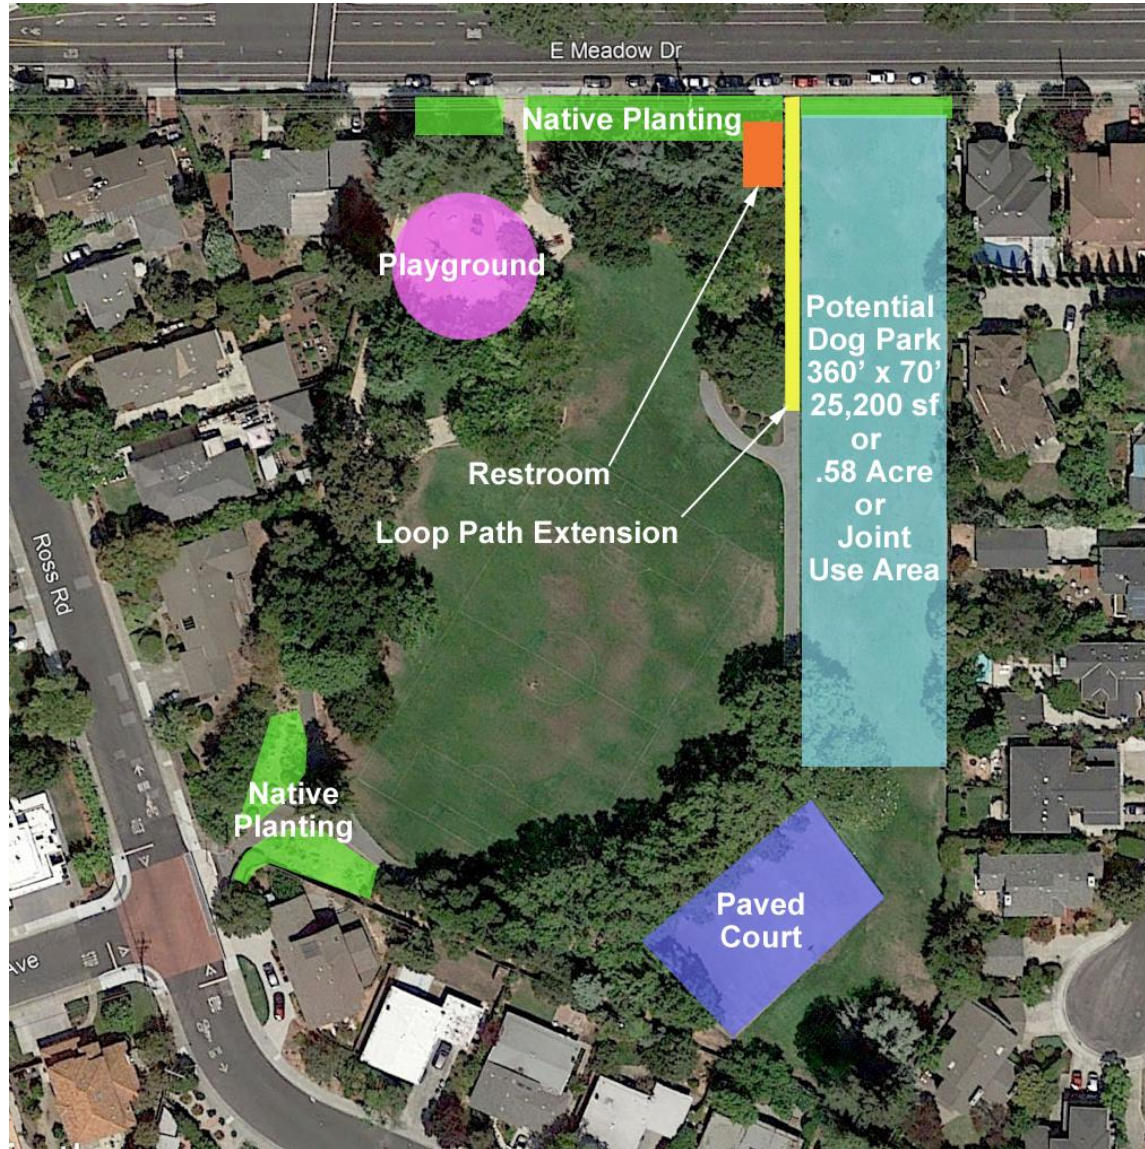 E Meadow Dr
Native Planting
Playground
Potential
Dog Park
360' x 70'
25,200 sf
or
.58 Acre
or
Joint
Use Area
Restroom
Loop Path Extension
Ross Rd
Native
Planting
Paved
Court
Ave